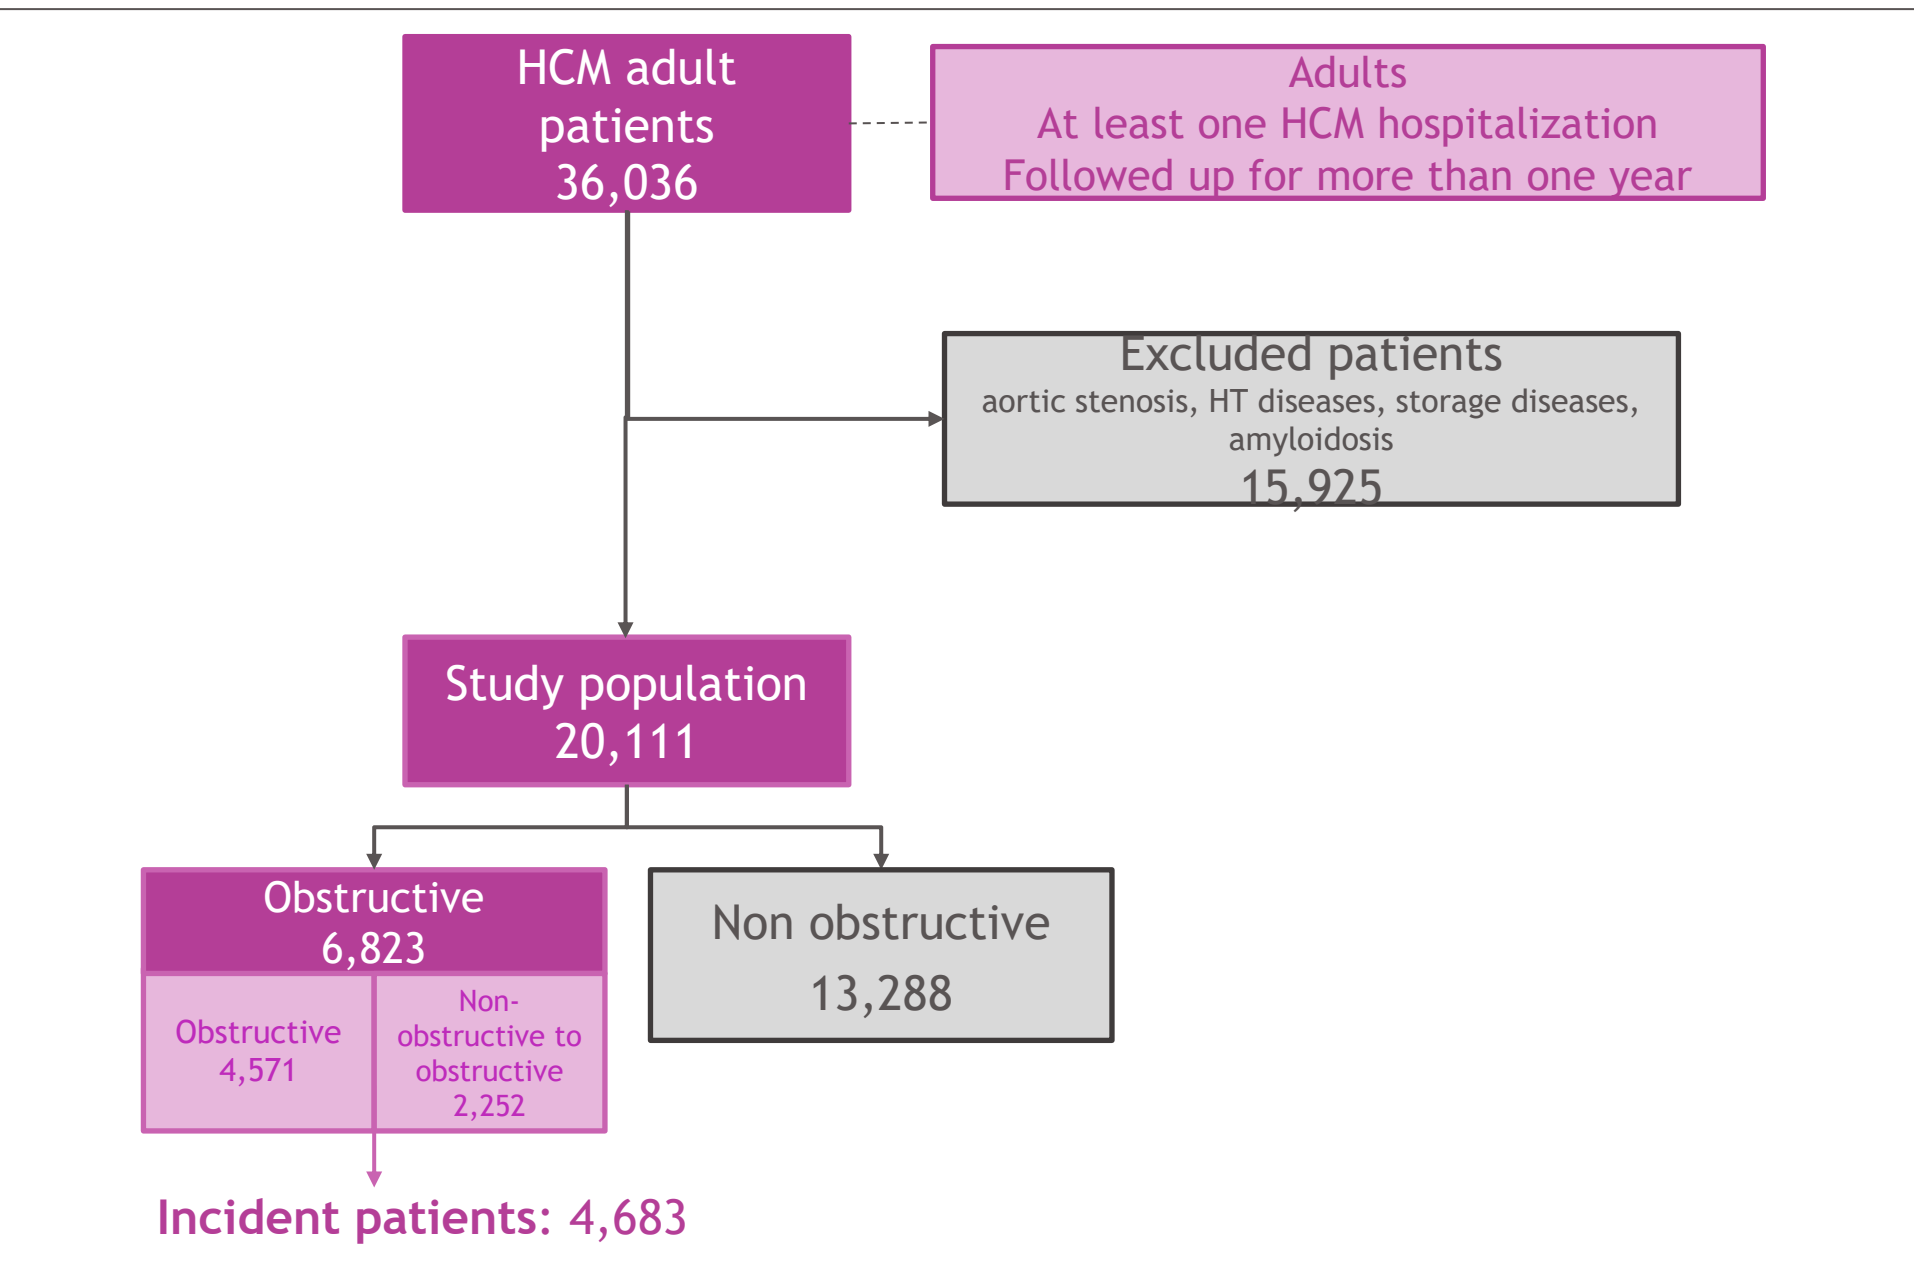 HCM adult
patients
36,036
Adults
At least one HCM hospitalization
Followed up for more than one year
Excluded patients
aortic stenosis, HT diseases, storage diseases,
amyloidosis
15,925
Study population
20,111
Obstructive
6,823
Non obstructive
13,288
Obstructive
4,571
Non-
obstructive to
obstructive
2,252
Incident patients: 4,683